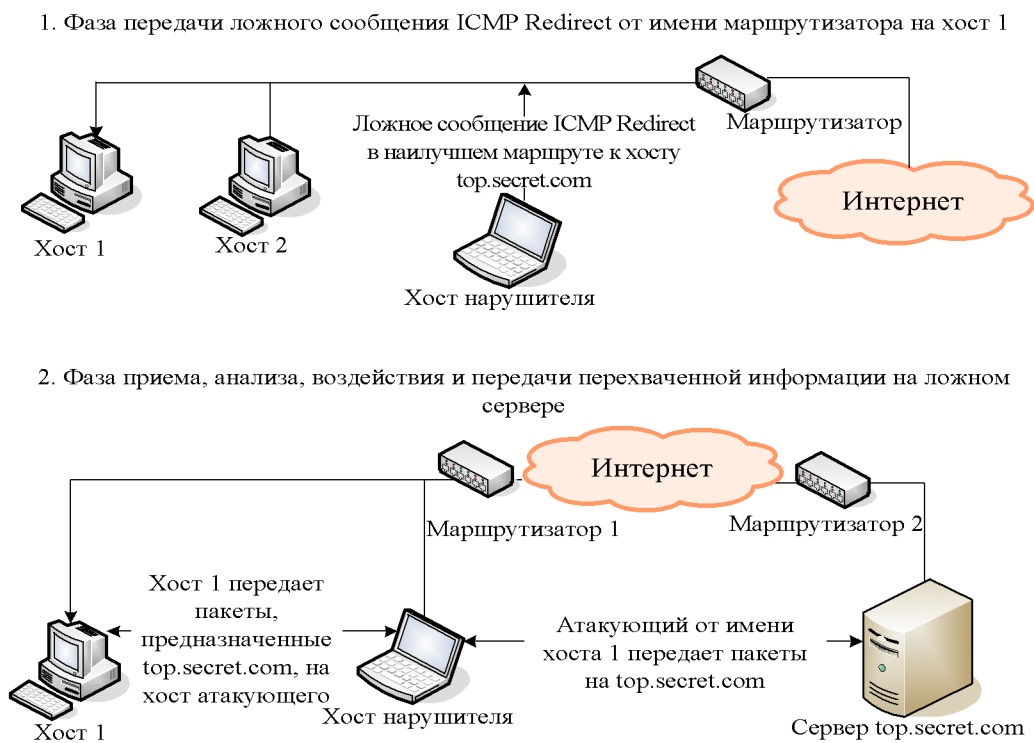 1. Фаза передачи ложного сообщения ICMP Redirect от имени маршрутизатора на хост 1
Ложное сообщение ICMP Redirect
в наилучшем маршруте к хосту
top.secret.com
Маршрутизатор
Интернет
Хост 1
Хост 2
Хост нарушителя
2. Фаза приема, анализа, воздействия и передачи перехваченной информации на ложном
сервере
Интернет
Маршрутизатор 1
Маршрутизатор 2
Хост 1 передает
пакеты,
предназначенные
top.secret.com, на
хост атакующего
Атакующий от имени
хоста 1 передает пакеты
на top.secret.com
Хост 1
Хост нарушителя
Сервер top.secret.com